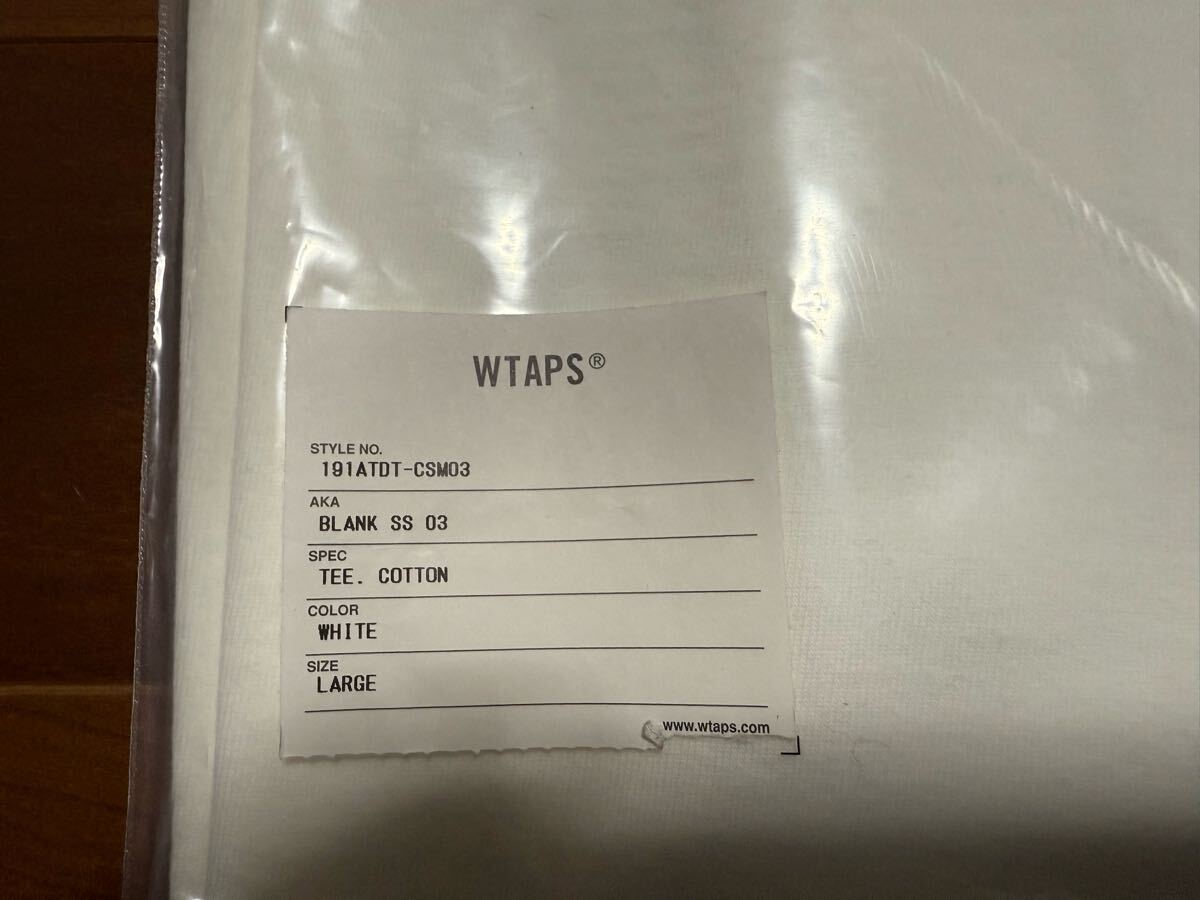 WTAPS®
STYLE NO.
191ATDT-CSM03
AKA
BLANK SS 03
SPEC
TEE. COTTON
COLOR
WHITE
SIZE
LARGE
www.wtaps.com